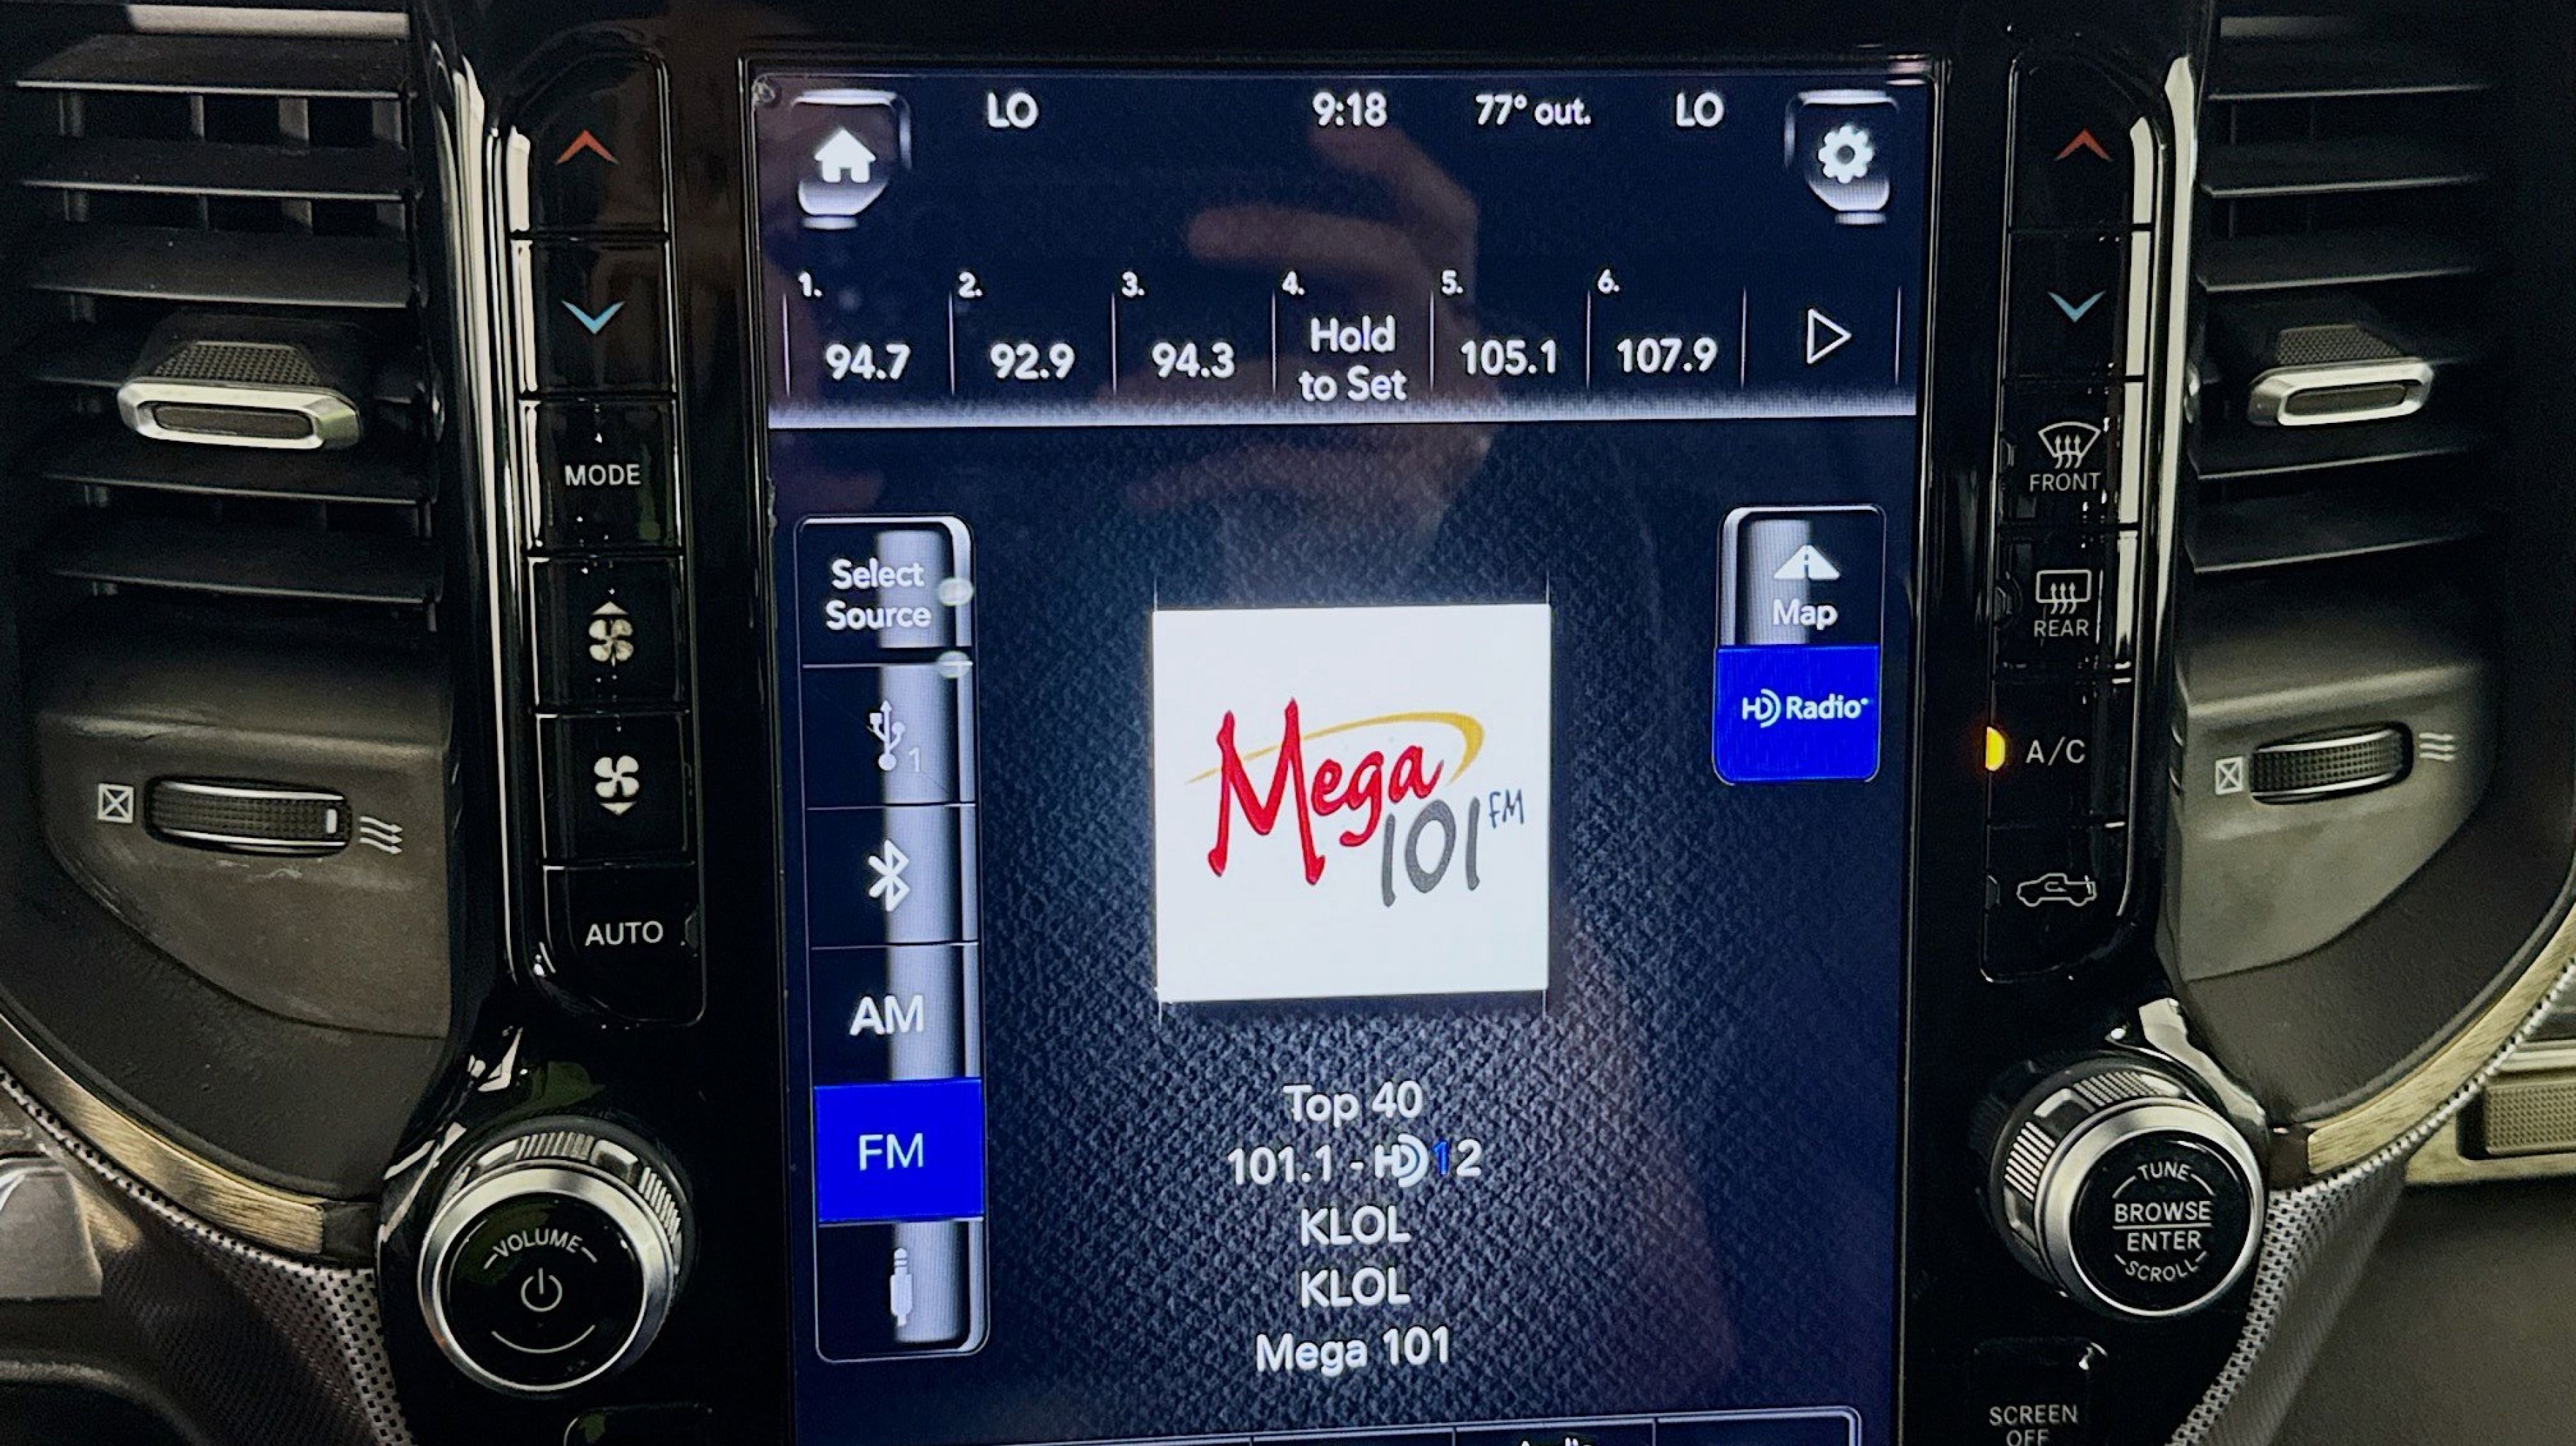 LO 9:18 77° out. LO
1. 2. 3. 4. 5. 6.
94.7 92.9 94.3 Hold to Set 105.1 107.9
MODE
FRONT
Select
Source
Map
REAR
HD Radio
1
Mega
101 FM
A/C
AUTO
AM
Top 40
FM
101.1 - HD 1 2
KLOL
KLOL
Mega 101
VOLUME
TUNE
BROWSE
ENTER
SCROLL
SCREEN
OFF